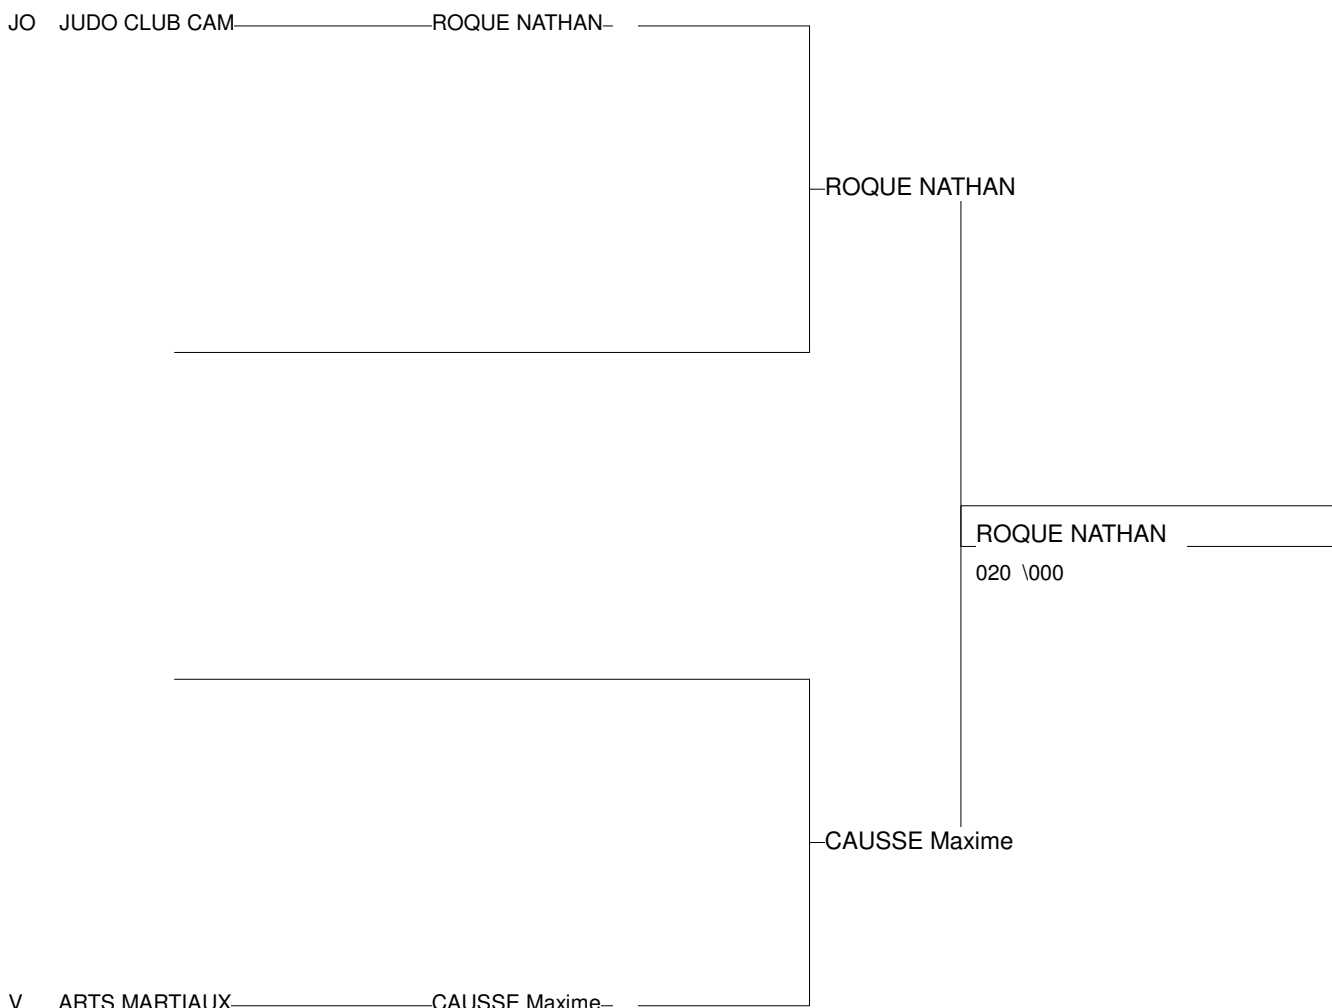 JO JUDO CLUB CAM ROQUE NATHAN
ROQUE NATHAN
ROQUE NATHAN
020 \000
CAUSSE Maxime
V ARTS MARTIAUX CAUSSE Maxime